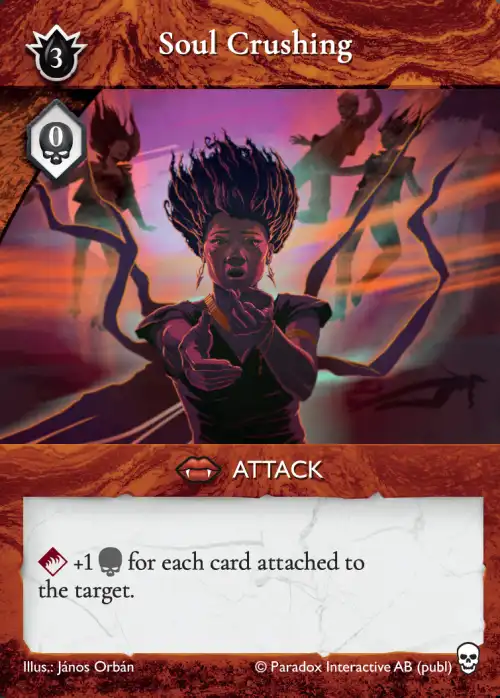 3
Soul Crushing
0
ATTACK
+1 for each card attached to
the target.
Illus.: János Orbán
© Paradox Interactive AB (publ)